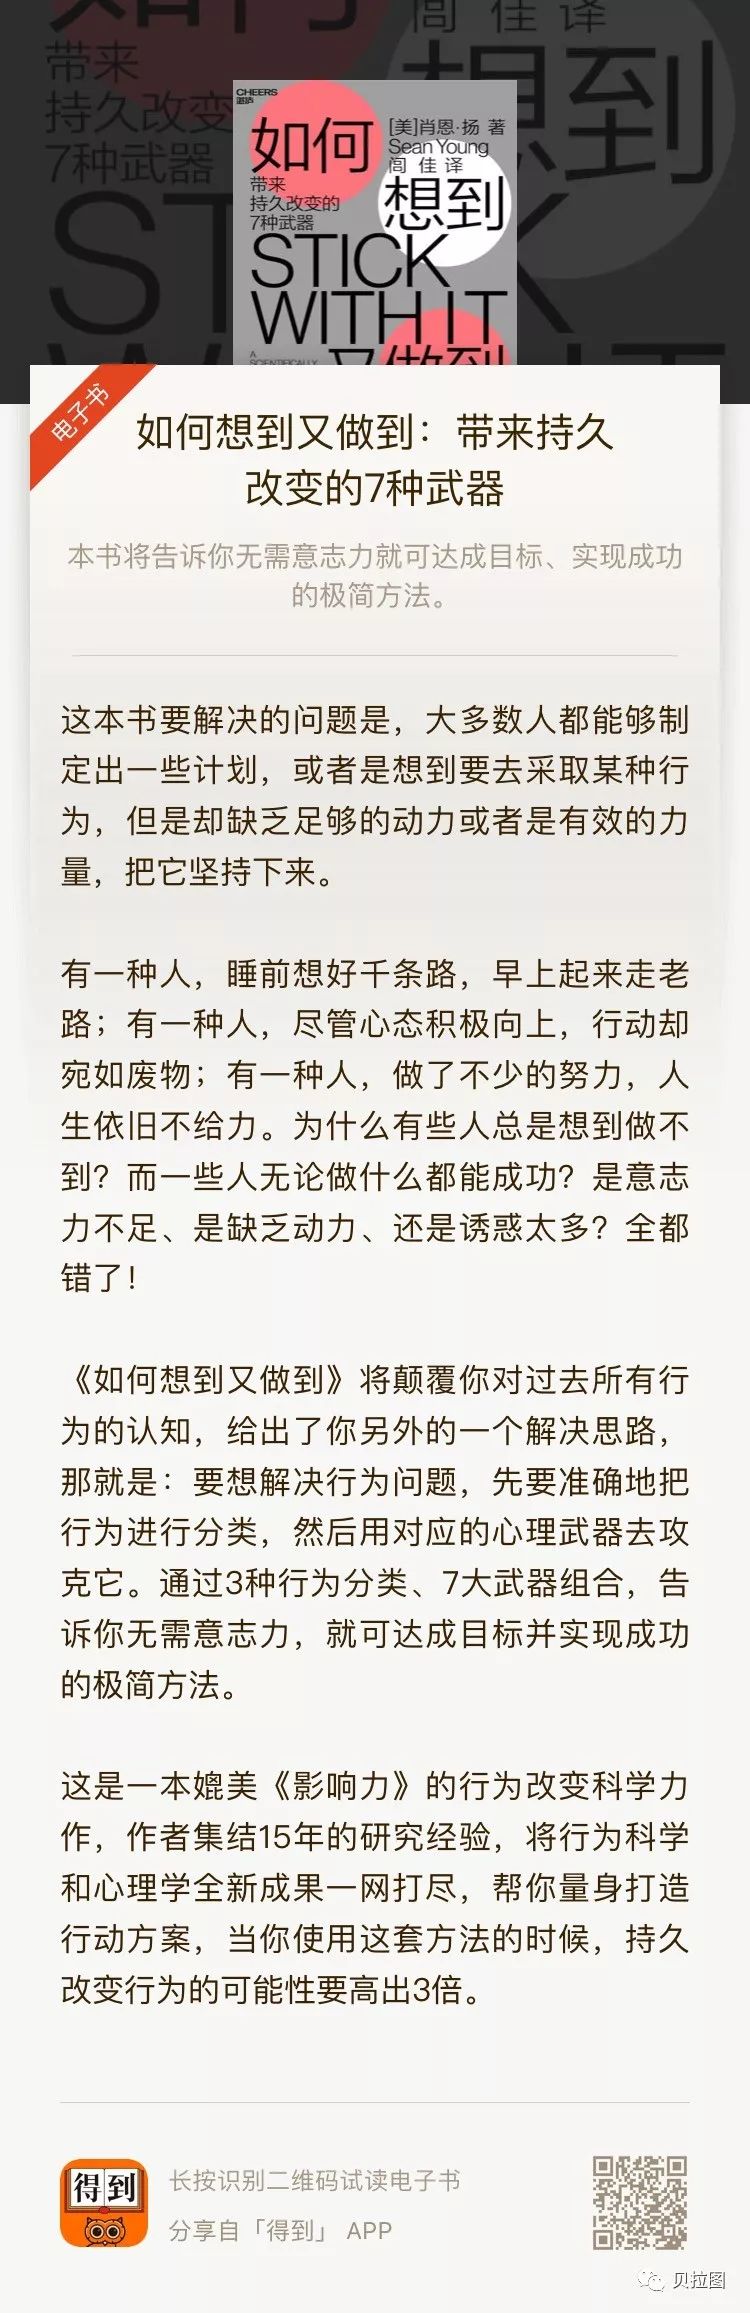 闾佳译
带来
持久改变
7种武器
想到
CHEERS
湛庐
如何
[美]肖恩·扬 著
Sean Young
闾佳译
带来
持久改变的
7种武器
想到
STICK
WITH IT
又做到
A
SCIENTIFICALLY
电子书
如何想到又做到：带来持久
改变的7种武器
本书将告诉你无需意志力就可达成目标、实现成功
的极简方法。
这本书要解决的问题是，大多数人都能够制
定出一些计划，或者是想到要去采取某种行
为，但是却缺乏足够的动力或者是有效的力
量，把它坚持下来。
有一种人，睡前想好千条路，早上起来走老
路；有一种人，尽管心态积极向上，行动却
宛如废物；有一种人，做了不少的努力，人
生依旧不给力。为什么有些人总是想到做不
到？而一些人无论做什么都能成功？是意志
力不足、是缺乏动力、还是诱惑太多？全都
错了！
《如何想到又做到》将颠覆你对过去所有行
为的认知，给出了你另外的一个解决思路，
那就是：要想解决行为问题，先要准确地把
行为进行分类，然后用对应的心理武器去攻
克它。通过3种行为分类、7大武器组合，告
诉你无需意志力，就可达成目标并实现成功
的极简方法。
这是一本媲美《影响力》的行为改变科学力
作，作者集结15年的研究经验，将行为科学
和心理学全新成果一网打尽，帮你量身打造
行动方案，当你使用这套方法的时候，持久
改变行为的可能性要高出3倍。
得到
长按识别二维码试读电子书
分享自「得到」 APP
贝拉图